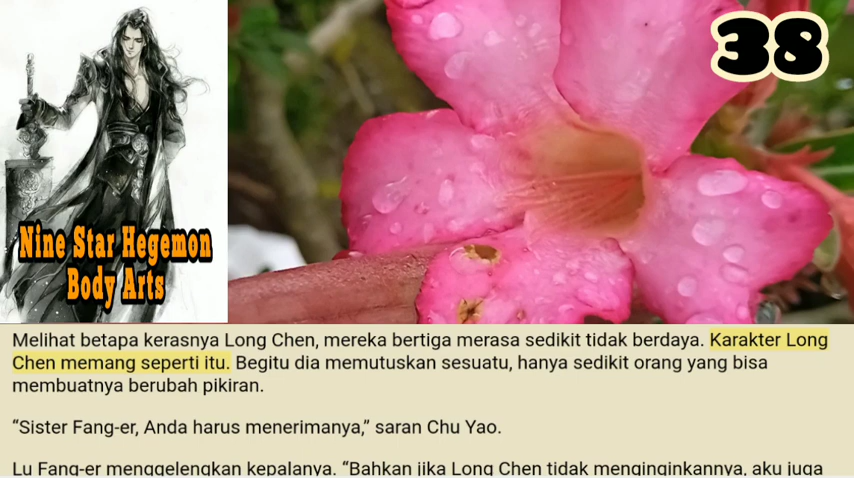 38
Nine Star Hegemon
Body Arts
Melihat betapa kerasnya Long Chen, mereka bertiga merasa sedikit tidak berdaya. Karakter Long
Chen memang seperti itu. Begitu dia memutuskan sesuatu, hanya sedikit orang yang bisa
membuatnya berubah pikiran.
“Sister Fang-er, Anda harus menerimanya,” saran Chu Yao.
Lu Fang-er menggelengkan kepalanya. “Bahkan jika Long Chen tidak menginginkannya, aku juga